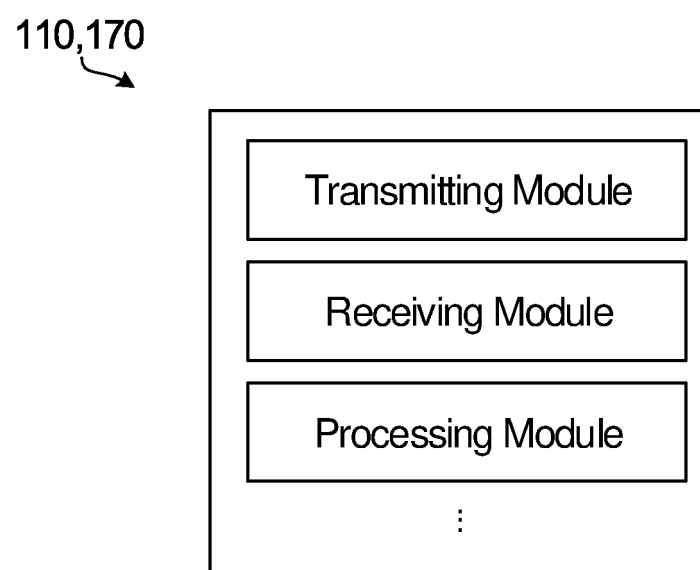 110,170
Transmitting Module
Receiving Module
Processing Module
⋮